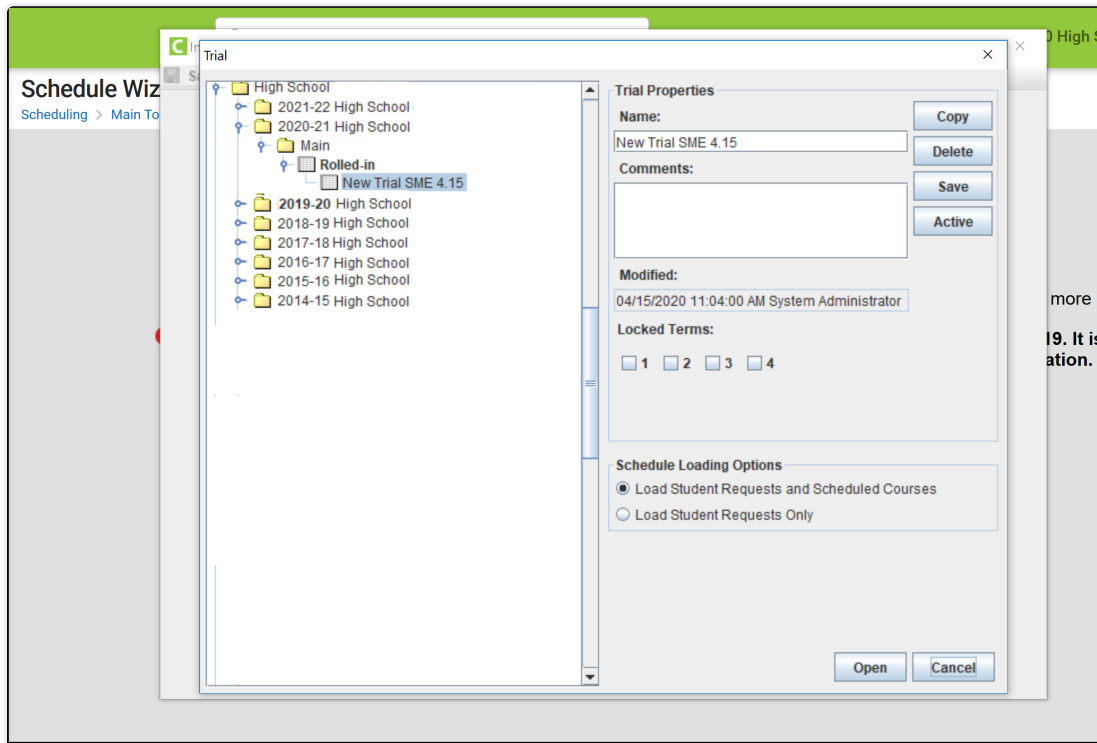 0 High S
Schedule Wiz
Scheduling > Main To
C In
Sa
Trial
High School
2021-22 High School
2020-21 High School
Main
Rolled-in
New Trial SME 4.15
2019-20 High School
2018-19 High School
2017-18 High School
2016-17 High School
2015-16 High School
2014-15 High School
Trial Properties
Name:
New Trial SME 4.15
Comments:
Modified:
04/15/2020 11:04:00 AM System Administrator
Locked Terms:
1 2 3 4
Copy
Delete
Save
Active
Schedule Loading Options
Load Student Requests and Scheduled Courses
Load Student Requests Only
Open Cancel
more
19. It is
ation.